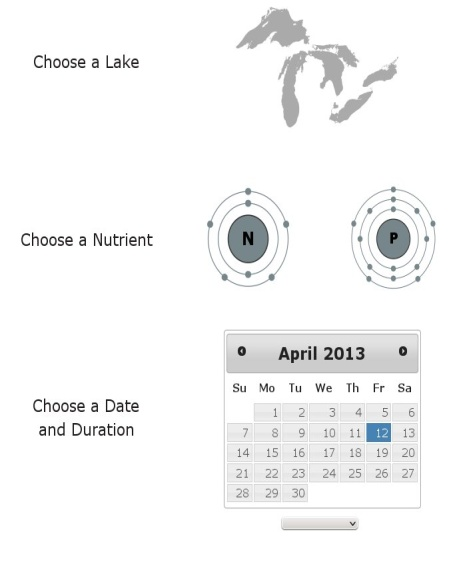 Choose a Lake
Choose a Nutrient
N
P
April 2013
Su Mo Tu We Th Fr Sa
1 2 3 4 5 6
7 8 9 10 11 12 13
14 15 16 17 18 19 20
21 22 23 24 25 26 27
28 29 30
Choose a Date
and Duration